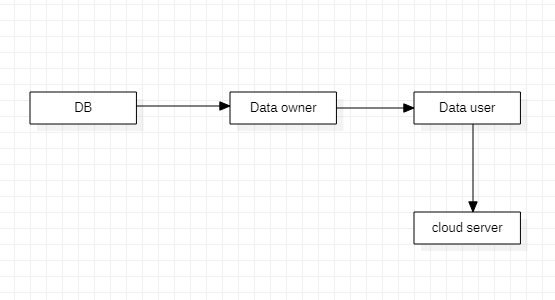 DB
Data owner
Data user
cloud server